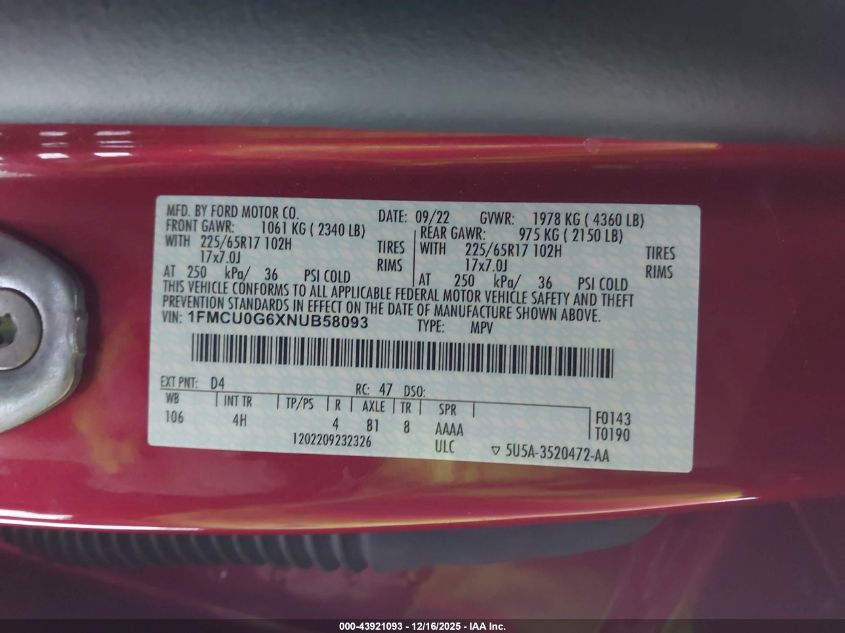 MFD. BY FORD MOTOR CO. DATE: 09/22 GVWR: 1978 KG ( 4360 LB)
FRONT GAWR: 1061 KG ( 2340 LB) REAR GAWR: 975 KG ( 2150 LB)
WITH 225/65R17 102H TIRES WITH 225/65R17 102H TIRES
17x7.0J RIMS 17x7.0J RIMS
AT 250 kPa/ 36 PSI COLD AT 250 kPa/ 36 PSI COLD
THIS VEHICLE CONFORMS TO ALL APPLICABLE FEDERAL MOTOR VEHICLE SAFETY AND THEFT
PREVENTION STANDARDS IN EFFECT ON THE DATE OF MANUFACTURE SHOWN ABOVE.
VIN: 1FMCU0G6XNUB58093 TYPE: MPV
EXT PNT: D4 RC: 47 DSO:
WB INT TR TP/PS R AXLE TR SPR F0143
106 4H 4 81 8 AAAA T0190
1202209232326 ULC 5U5A-3520472-AA
000-43921093 - 12/16/2025 - IAA Inc.